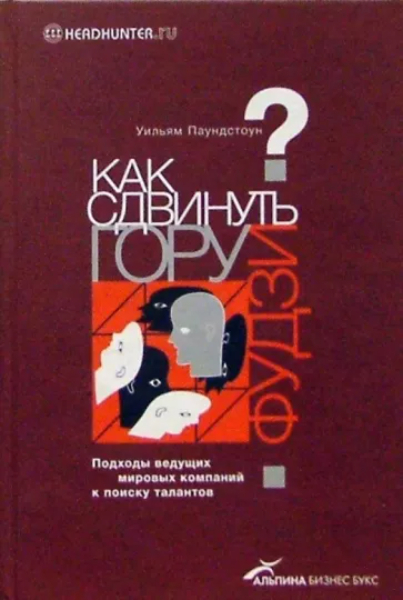 HEADHUNTER.ru
Уильям Паундстоун
КАК
СДВИНУТЬ
ГОРУ
ФУДЗИ
?
Подходы ведущих
мировых компаний
к поиску талантов
АЛЬПИНА БИЗНЕС БУКС